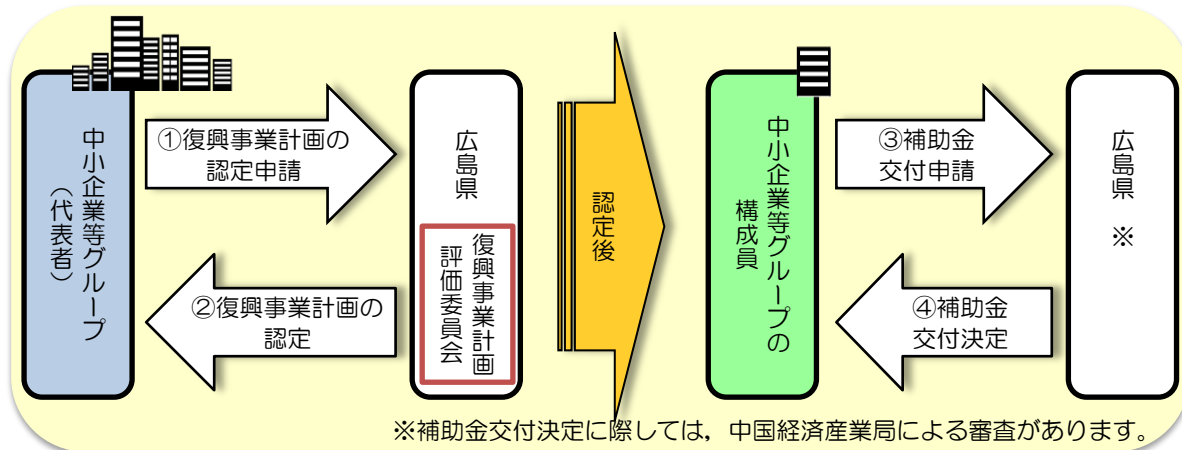 中小企業等グループ
（代表者）
①復興事業計画の
認定申請
②復興事業計画の
認定
広島県
復興事業計画
評価委員会
認定後
中小企業等グループの
構成員
③補助金
交付申請
④補助金
交付決定
広島県　※
※補助金交付決定に際しては，中国経済産業局による審査があります。